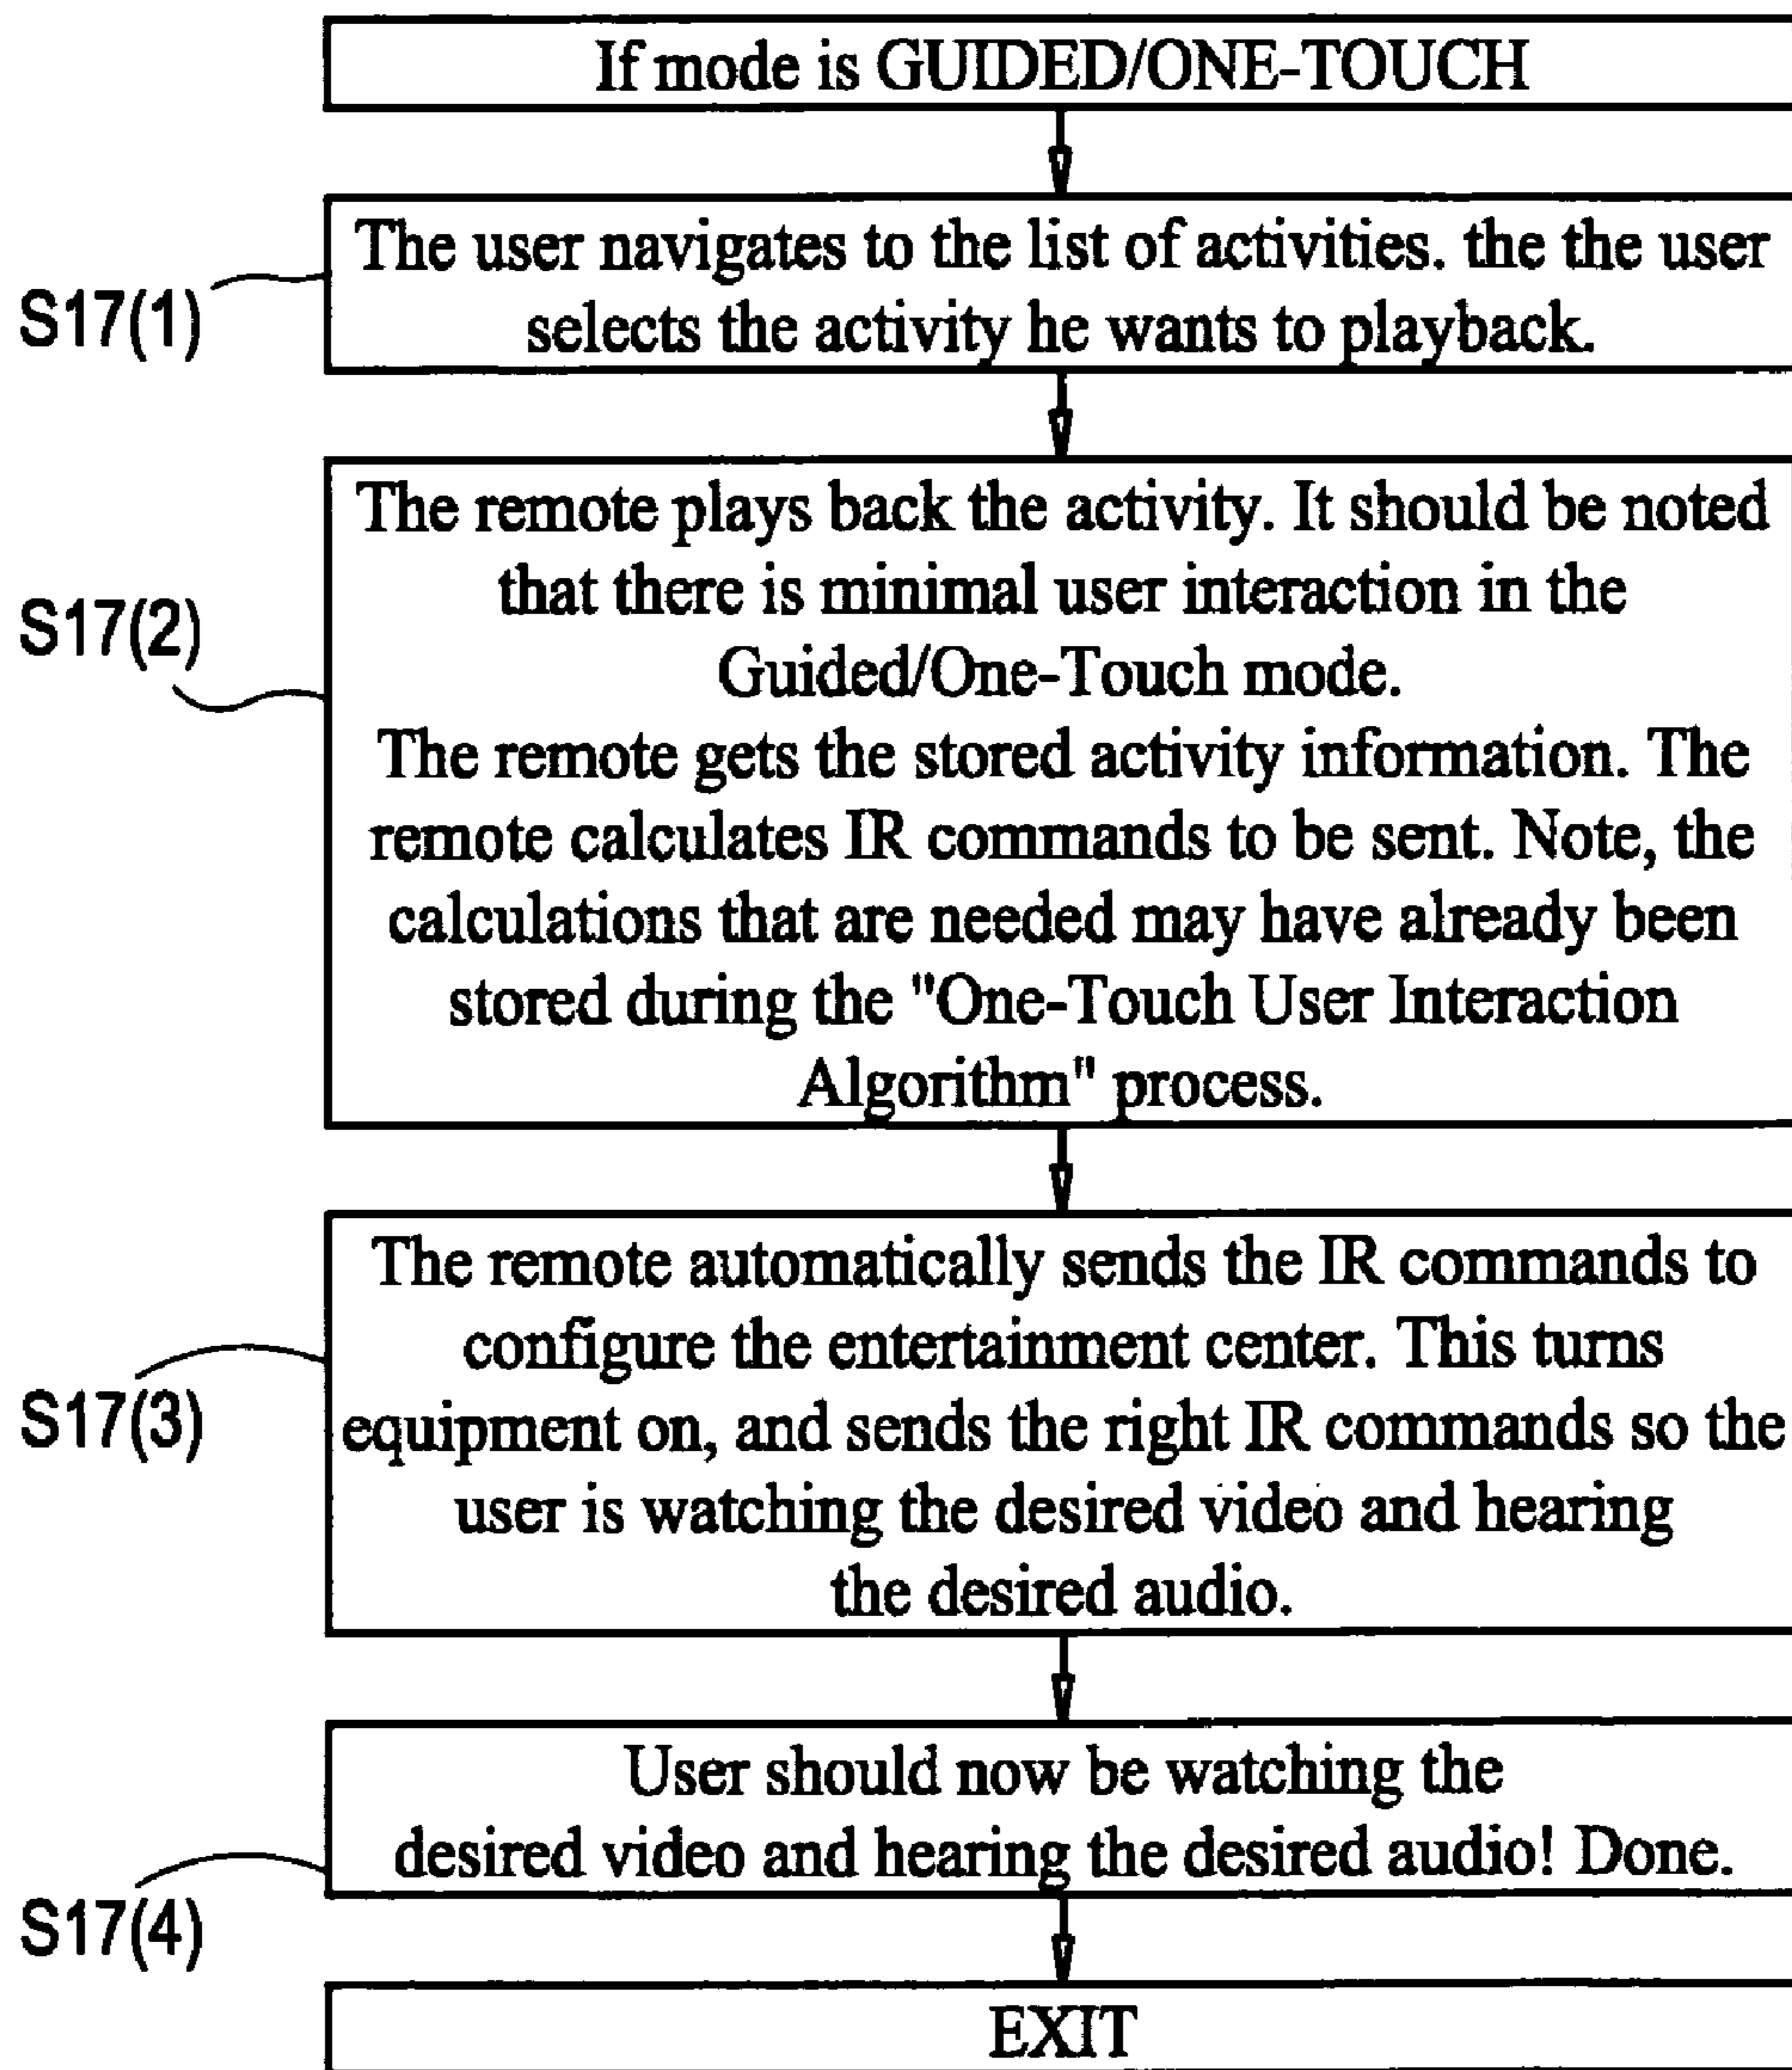 If mode is GUIDED/ONE-TOUCH
S17(1)
The user navigates to the list of activities. the the user
selects the activity he wants to playback.
S17(2)
The remote plays back the activity. It should be noted
that there is minimal user interaction in the
Guided/One-Touch mode.
The remote gets the stored activity information. The
remote calculates IR commands to be sent. Note, the
calculations that are needed may have already been
stored during the "One-Touch User Interaction
Algorithm" process.
S17(3)
The remote automatically sends the IR commands to
configure the entertainment center. This turns
equipment on, and sends the right IR commands so the
user is watching the desired video and hearing
the desired audio.
S17(4)
User should now be watching the
desired video and hearing the desired audio! Done.
EXIT